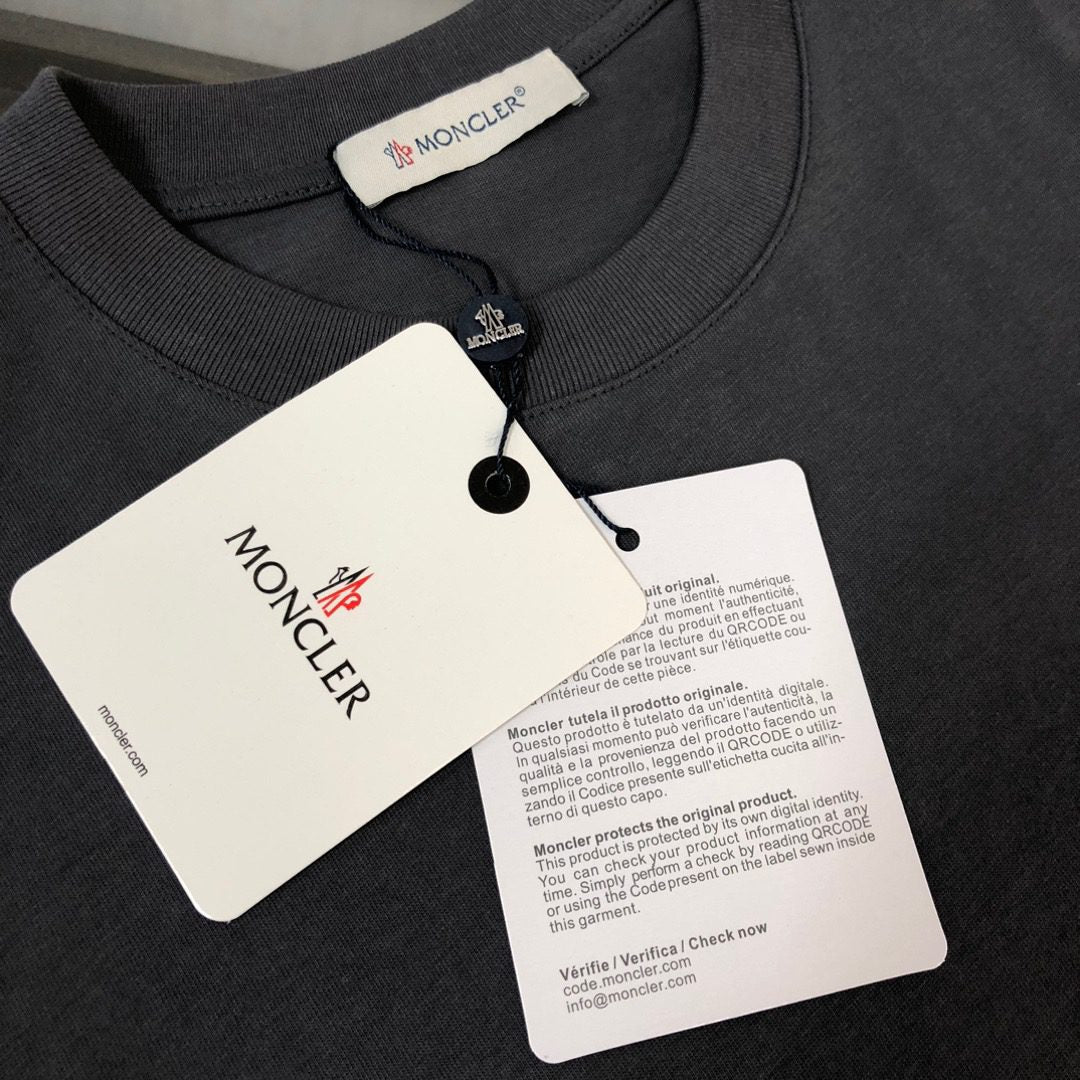 MONCLER®
MONCLER
MONCLER
moncler.com
original.
une identité numérique.
moment l'authenticité,
du produit en effectuant
par la lecture du QRCODE ou
du Code se trouvant sur l'étiquette cou-
l'intérieur de cette pièce.
Moncler tutela il prodotto originale.
Questo prodotto è tutelato da un'identità digitale.
In qualsiasi momento può verificare l'autenticità, la
qualità e la provenienza del prodotto facendo un
semplice controllo, leggendo il QRCODE o utiliz-
zando il Codice presente sull'etichetta cucita all'in-
terno di questo capo.
Moncler protects the original product.
This product is protected by its own digital identity.
You can check your product information at any
time. Simply perform a check by reading QRCODE
or using the Code present on the label sewn inside
this garment.
Vérifie / Verifica / Check now
code.moncler.com
info@moncler.com